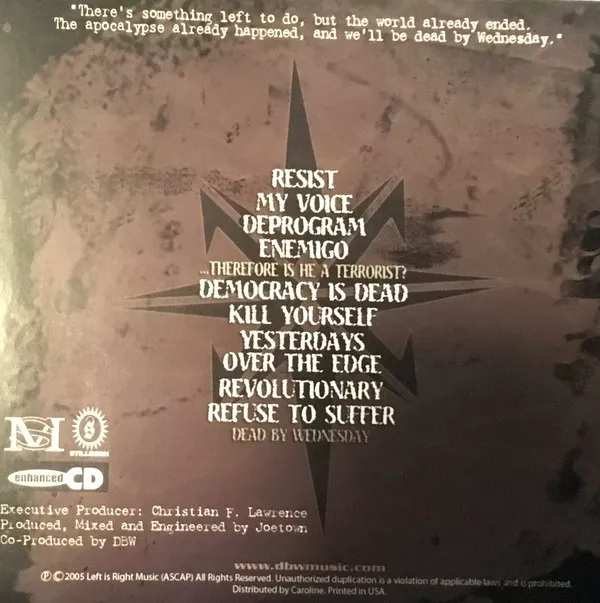 "There's something left to do, but the world already ended.
The apocalypse already happened, and we'll be dead by Wednesday."
RESIST
MY VOICE
DEPROGRAM
ENEMIGO
...THEREFORE IS HE A TERRORIST?
DEMOCRACY IS DEAD
KILL YOURSELF
YESTERDAYS
OVER THE EDGE
REVOLUTIONARY
REFUSE TO SUFFER
DEAD BY WEDNESDAY
STILLBORN
enhanced CD
Executive Producer: Christian F. Lawrence
Produced, Mixed and Engineered by Joetown
Co-Produced by DBW
www.dbwmusic.com
Ⓟ©2005 Left is Right Music (ASCAP) All Rights Reserved. Unauthorized duplication is a violation of applicable laws and is prohibited.
Distributed by Caroline. Printed in USA.